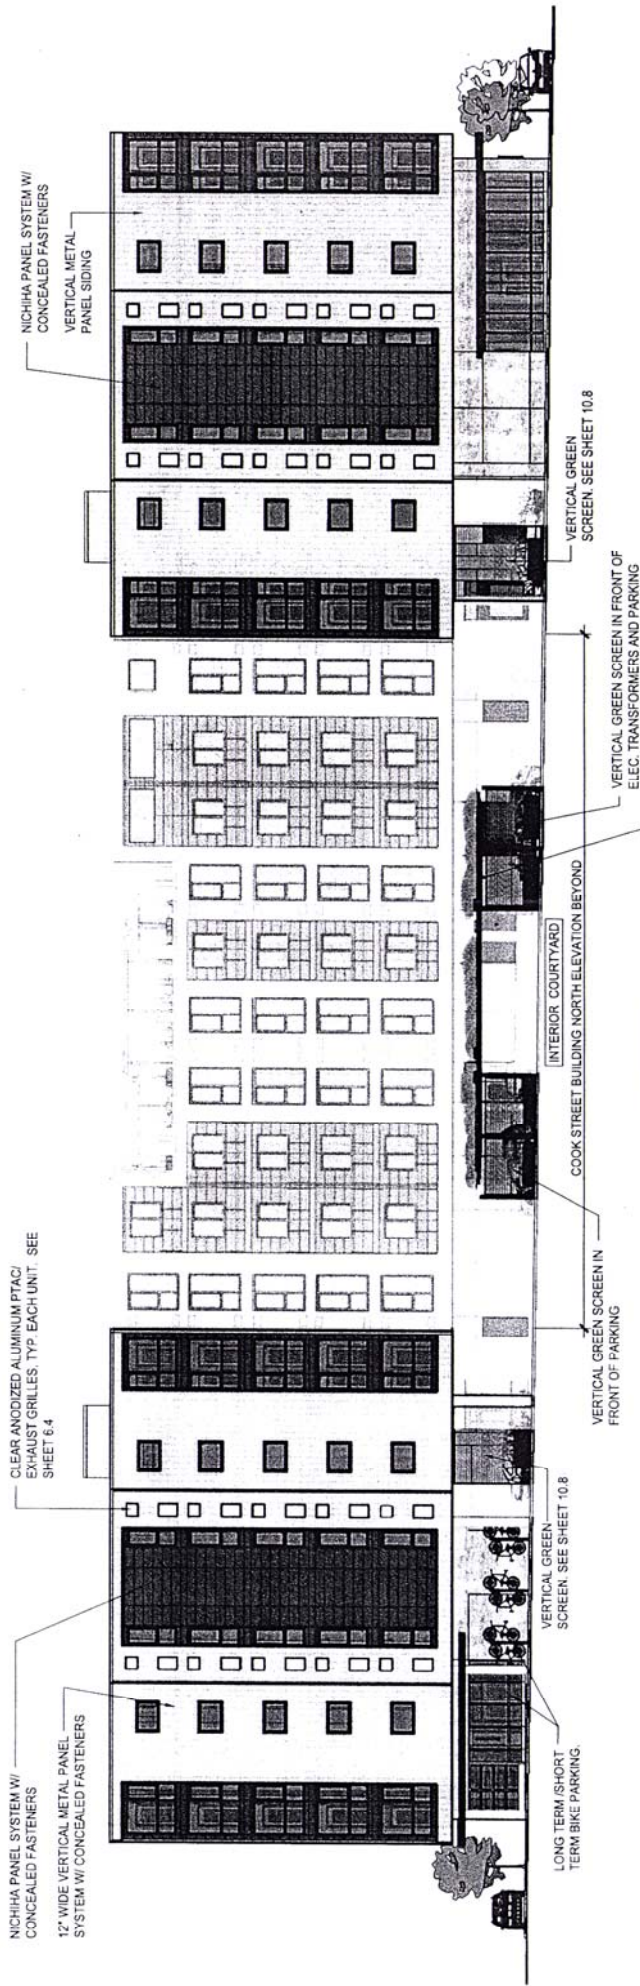 NICHIHA PANEL SYSTEM W/
CONCEALED FASTENERS
12" WIDE VERTICAL METAL PANEL
SYSTEM W/ CONCEALED FASTENERS
CLEAR ANODIZED ALUMINUM PTAC/
EXHAUST GRILLES, TYP. EACH UNIT. SEE
SHEET 6.4
NICHIHA PANEL SYSTEM W/
CONCEALED FASTENERS
VERTICAL METAL
PANEL SIDING
LONG TERM /SHORT
TERM BIKE PARKING.
VERTICAL GREEN
SCREEN. SEE SHEET 10.8
VERTICAL GREEN SCREEN IN
FRONT OF PARKING
INTERIOR COURTYARD
COOK STREET BUILDING NORTH ELEVATION BEYOND
VERTICAL GREEN SCREEN IN FRONT OF
ELEC. TRANSFORMERS AND PARKING
VERTICAL GREEN
SCREEN. SEE SHEET 10.8